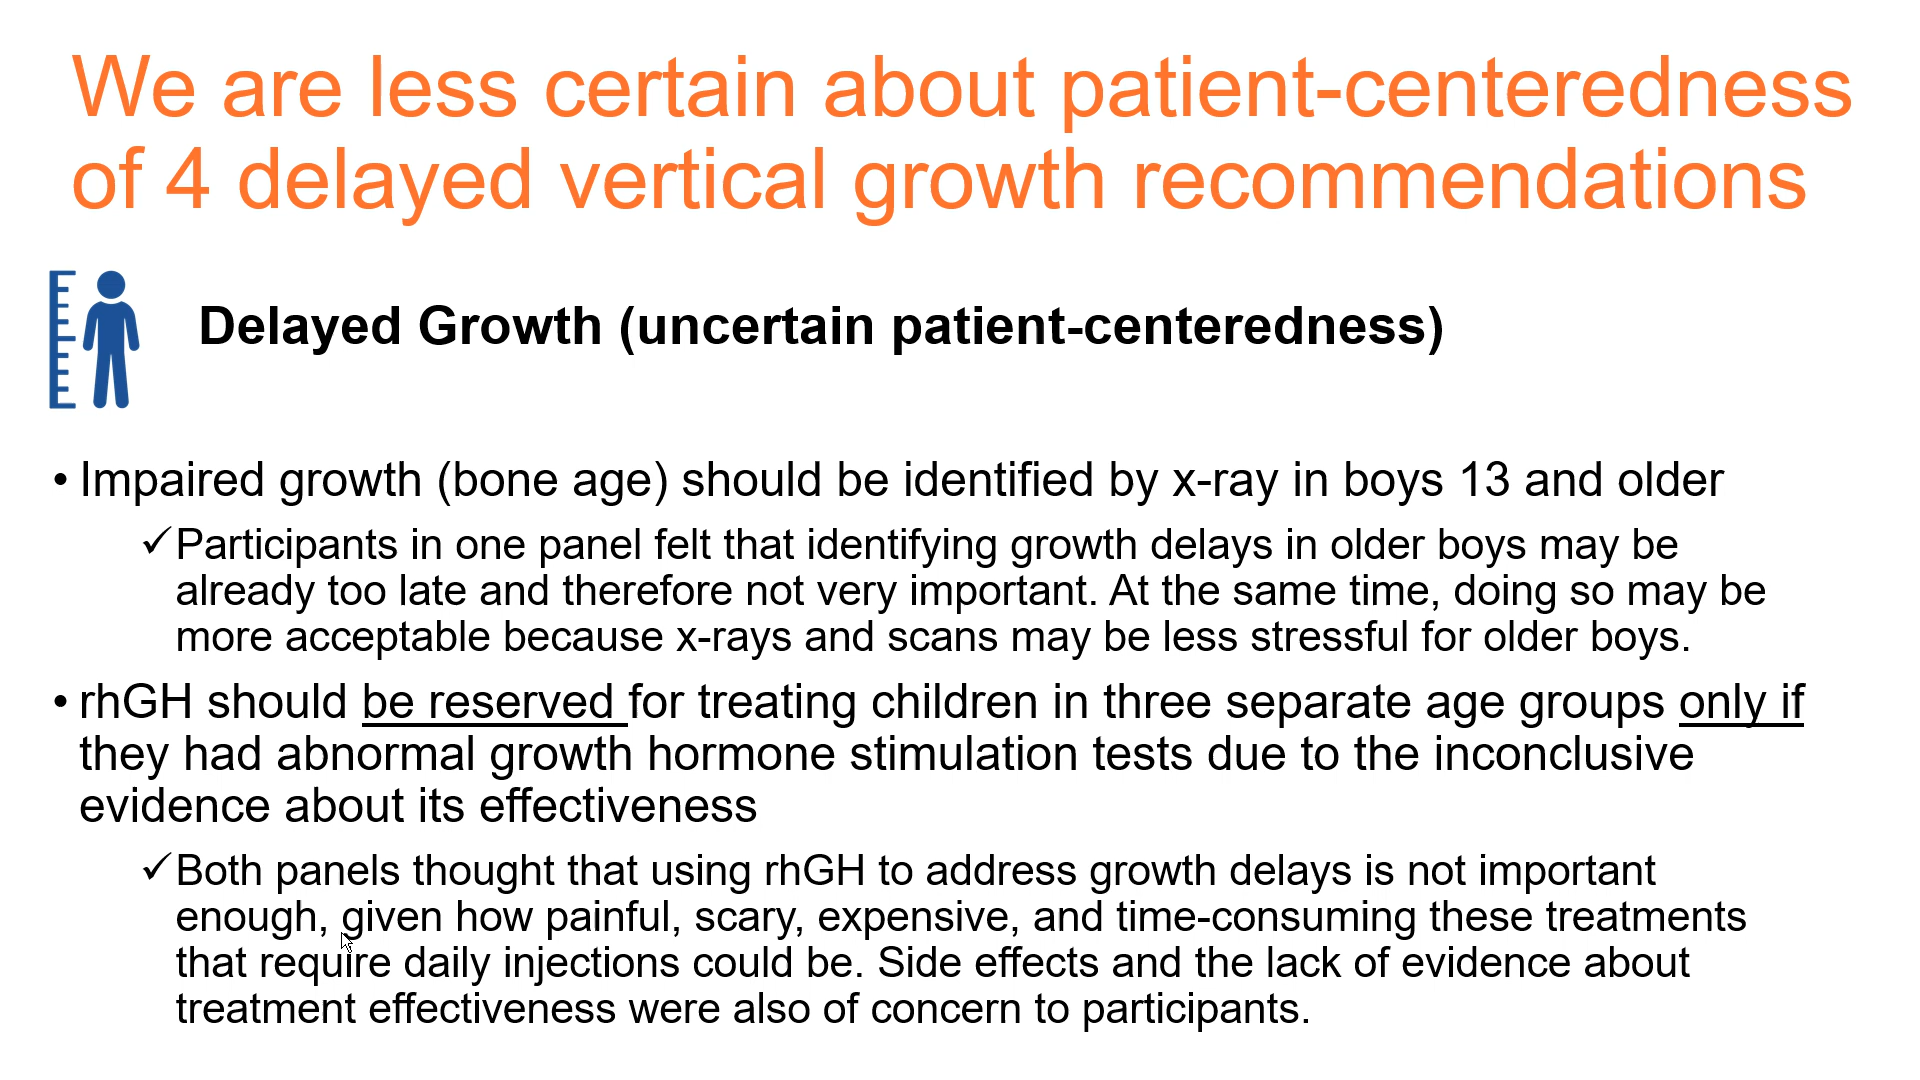 We are less certain about patient-centeredness
of 4 delayed vertical growth recommendations
Delayed Growth (uncertain patient-centeredness)
• Impaired growth (bone age) should be identified by x-ray in boys 13 and older
✓Participants in one panel felt that identifying growth delays in older boys may be
already too late and therefore not very important. At the same time, doing so may be
more acceptable because x-rays and scans may be less stressful for older boys.
• rhGH should be reserved for treating children in three separate age groups only if
they had abnormal growth hormone stimulation tests due to the inconclusive
evidence about its effectiveness
✓Both panels thought that using rhGH to address growth delays is not important
enough, given how painful, scary, expensive, and time-consuming these treatments
that require daily injections could be. Side effects and the lack of evidence about
treatment effectiveness were also of concern to participants.